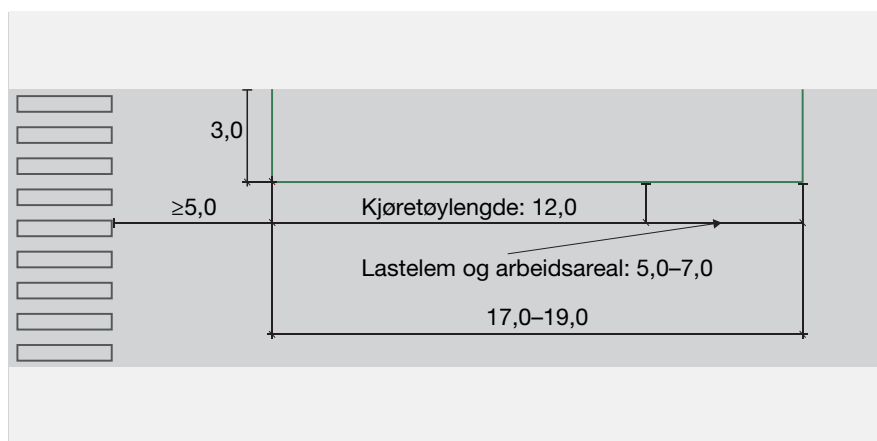 3,0
≥5,0
Kjøretøylengde: 12,0
Lastelem og arbeidsareal: 5,0–7,0
17,0–19,0